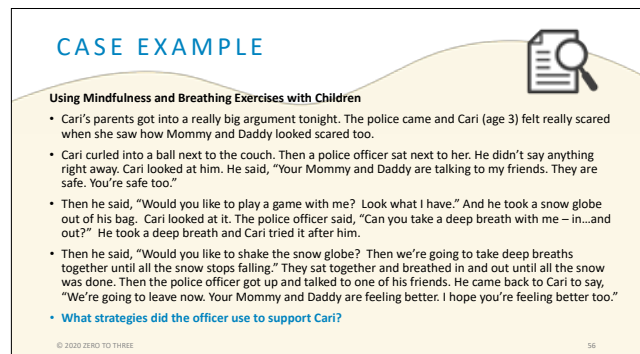 CASE EXAMPLE
Using Mindfulness and Breathing Exercises with Children
• Cari's parents got into a really big argument tonight. The police came and Cari (age 3) felt really scared
when she saw how Mommy and Daddy looked scared too.
• Cari curled into a ball next to the couch. Then a police officer sat next to her. He didn't say anything
right away. Cari looked at him. He said, "Your Mommy and Daddy are talking to my friends. They are
safe. You're safe too."
• Then he said, "Would you like to play a game with me?  Look what I have." And he took a snow globe
out of his bag.  Cari looked at it. The police officer said, "Can you take a deep breath with me – in...and
out?"  He took a deep breath and Cari tried it after him.
• Then he said, "Would you like to shake the snow globe?  Then we're going to take deep breaths
together until all the snow stops falling." They sat together and breathed in and out until all the snow
was done. Then the police officer got up and talked to one of his friends. He came back to Cari to say,
"We're going to leave now. Your Mommy and Daddy are feeling better. I hope you're feeling better too."
• What strategies did the officer use to support Cari?
© 2020 ZERO TO THREE
56